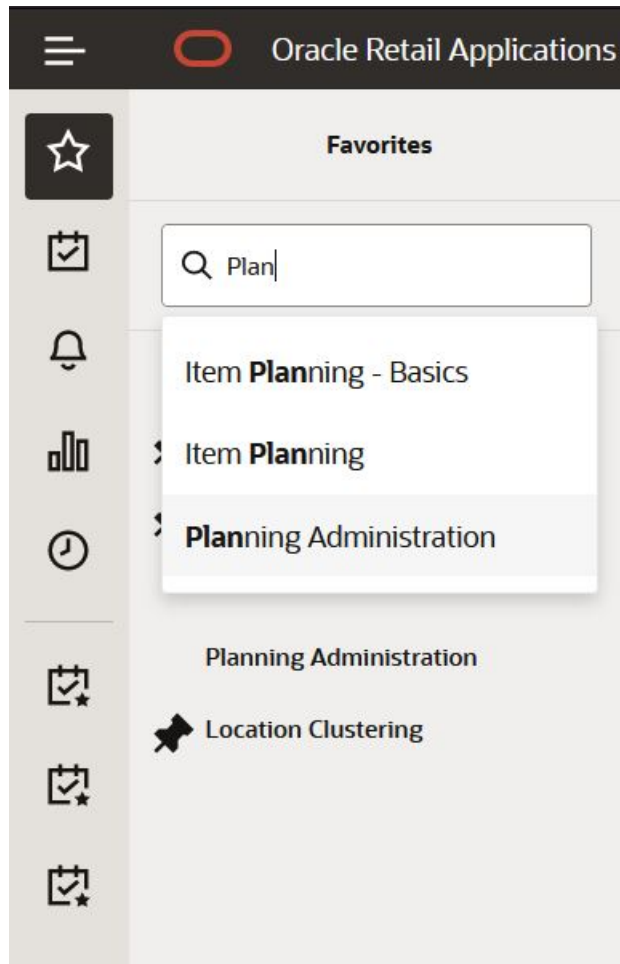 Oracle Retail Applications
Favorites
Plan
Item Planning - Basics
Item Planning
Planning Administration
Planning Administration
Location Clustering